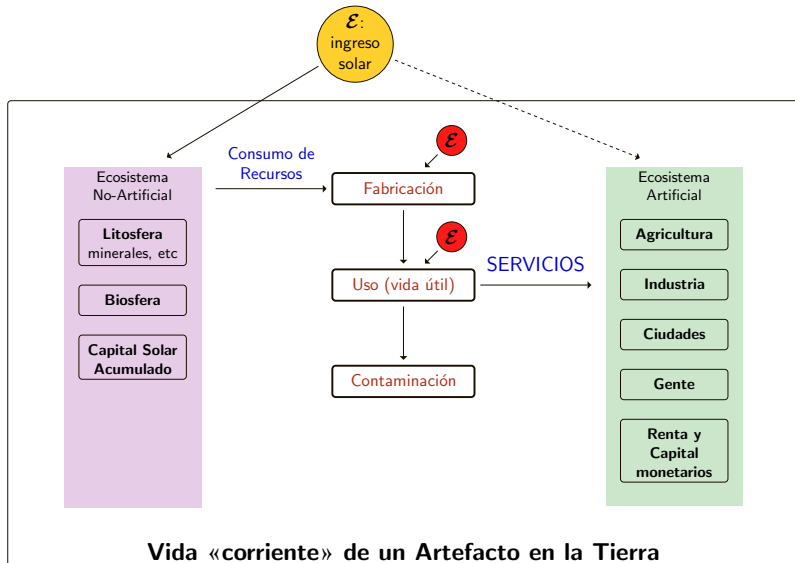 ℰ:
ingreso
solar
Ecosistema
No-Artificial
Litosfera
minerales, etc
Biosfera
Capital Solar
Acumulado
Consumo de
Recursos
ℰ
Fabricación
ℰ
Uso (vida útil)
SERVICIOS
Contaminación
Ecosistema
Artificial
Agricultura
Industria
Ciudades
Gente
Renta y
Capital
monetarios
Vida «corriente» de un Artefacto en la Tierra